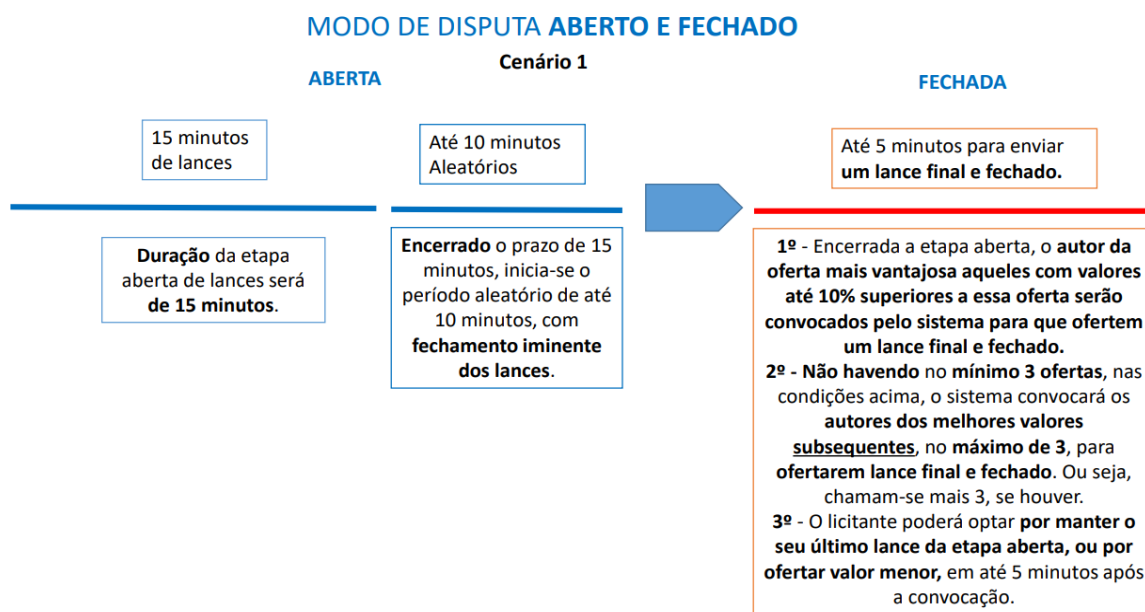 MODO DE DISPUTA ABERTO E FECHADO
Cenário 1
ABERTA
FECHADA
15 minutos
de lances
Até 10 minutos
Aleatórios
Até 5 minutos para enviar
um lance final e fechado.
Duração da etapa
aberta de lances será
de 15 minutos.
Encerrado o prazo de 15
minutos, inicia-se o
período aleatório de até
10 minutos, com
fechamento iminente
dos lances.
1º - Encerrada a etapa aberta, o autor da
oferta mais vantajosa aqueles com valores
até 10% superiores a essa oferta serão
convocados pelo sistema para que ofertem
um lance final e fechado.
2º - Não havendo no mínimo 3 ofertas, nas
condições acima, o sistema convocará os
autores dos melhores valores
subsequentes, no máximo de 3, para
ofertarem lance final e fechado. Ou seja,
chamam-se mais 3, se houver.
3º - O licitante poderá optar por manter o
seu último lance da etapa aberta, ou por
ofertar valor menor, em até 5 minutos após
a convocação.